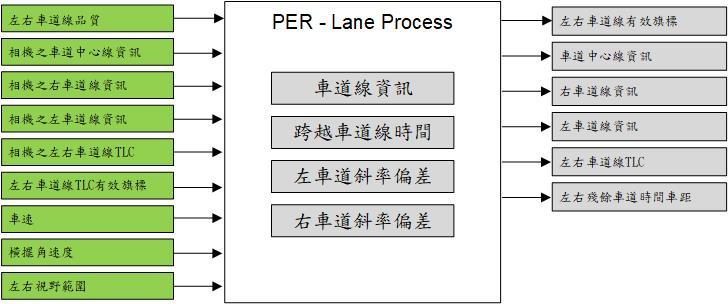 左右車道線品質
相機之車道中心線資訊
相機之右車道線資訊
相機之左車道線資訊
相機之左右車道線TLC
左右車道線TLC有效旗標
車速
橫擺角速度
左右視野範圍
PER - Lane Process
車道線資訊
跨越車道線時間
左車道斜率偏差
右車道斜率偏差
左右車道線有效旗標
車道中心線資訊
右車道線資訊
左車道線資訊
左右車道線TLC
左右殘餘車道時間車距